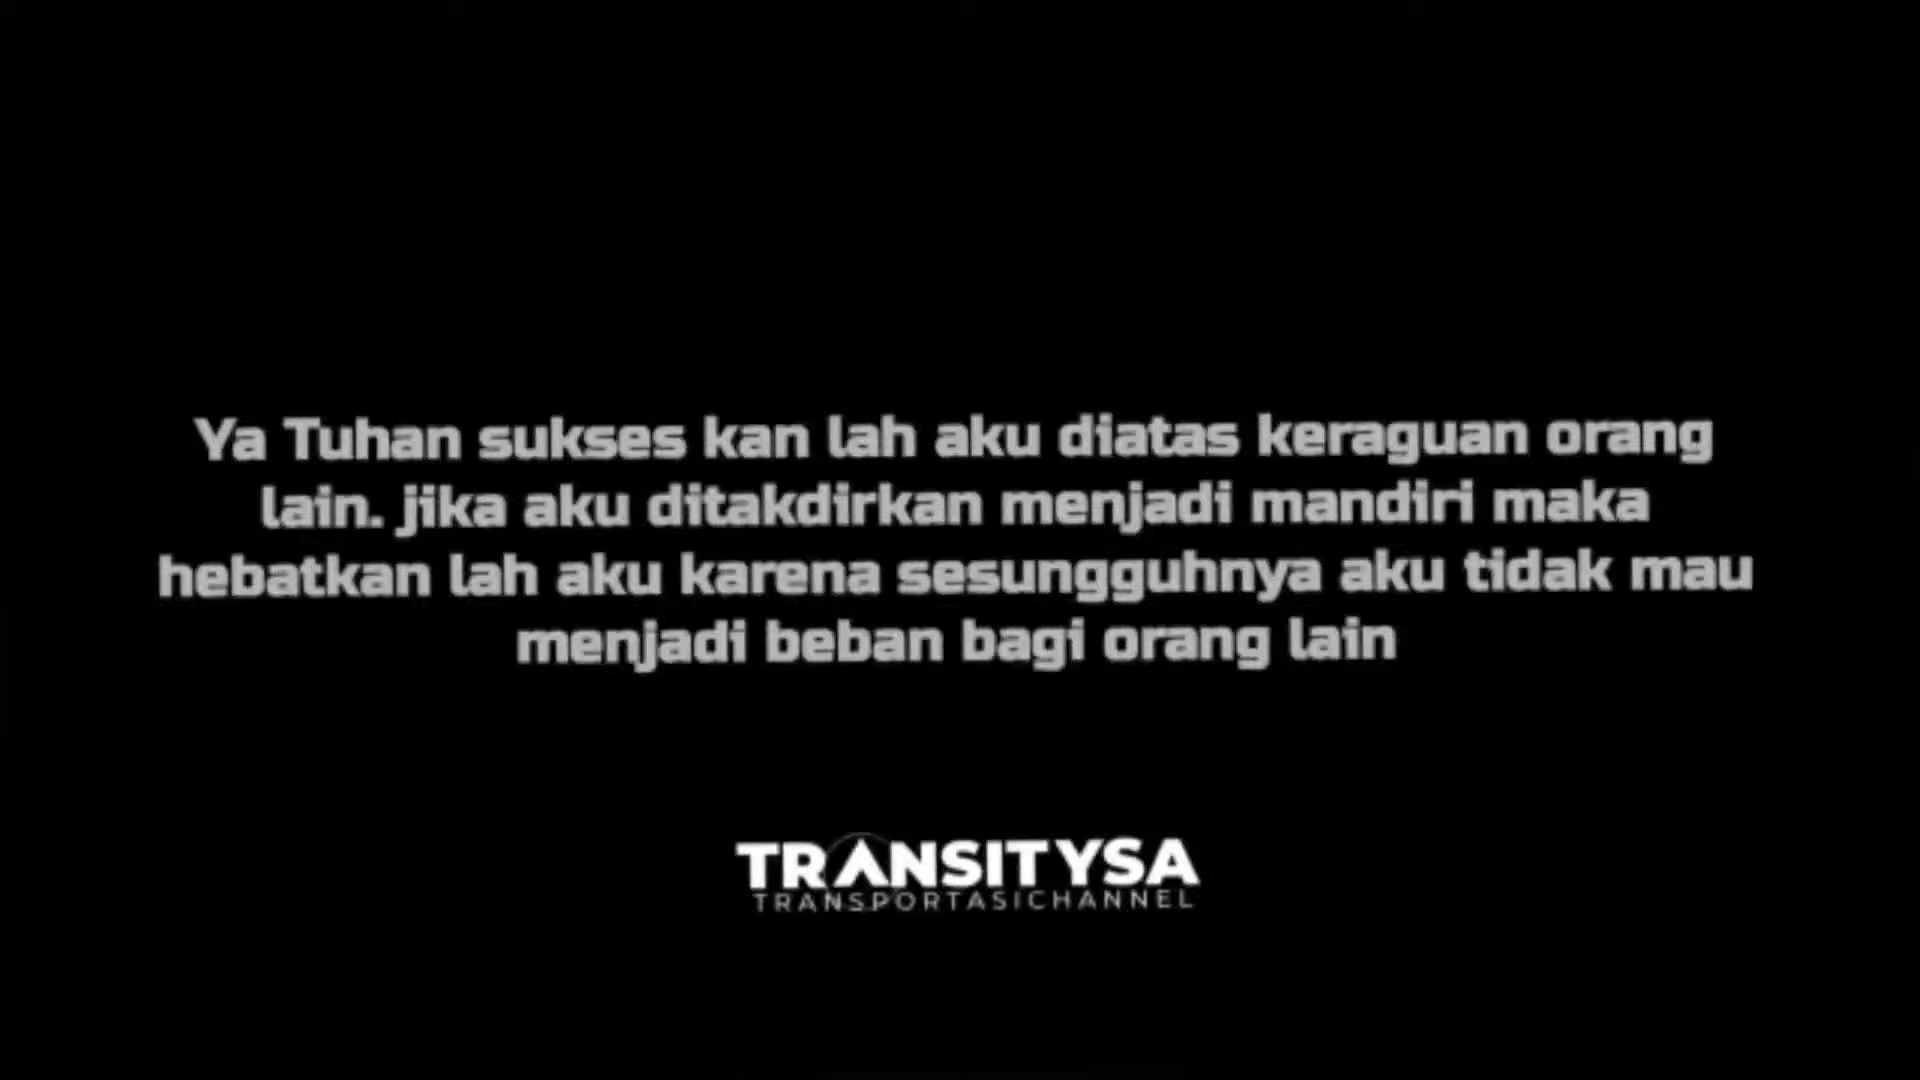 Ya Tuhan sukses kan lah aku diatas keraguan orang
lain. jika aku ditakdirkan menjadi mandiri maka
hebatkan lah aku karena sesungguhnya aku tidak mau
menjadi beban bagi orang lain
TRANSITYSA
TRANSPORTASICHANNEL